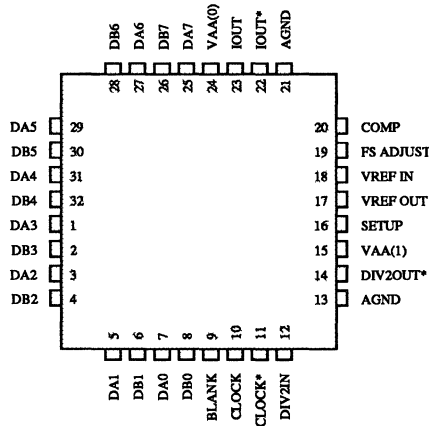 DB6 DA6 DB7 DA7 VAA(0) IOUT IOUT* AGND
28 27 26 25 24 23 22 21
DA5 29 20 COMP
DB5 30 19 FS ADJUST
DA4 31 18 VREF IN
DB4 32 17 VREF OUT
DA3 1 16 SETUP
DB3 2 15 VAA(1)
DA2 3 14 DIV2OUT*
DB2 4 13 AGND
5 6 7 8 9 10 11 12
DA1 DB1 DA0 DB0 BLANK CLOCK CLOCK* DIV2IN